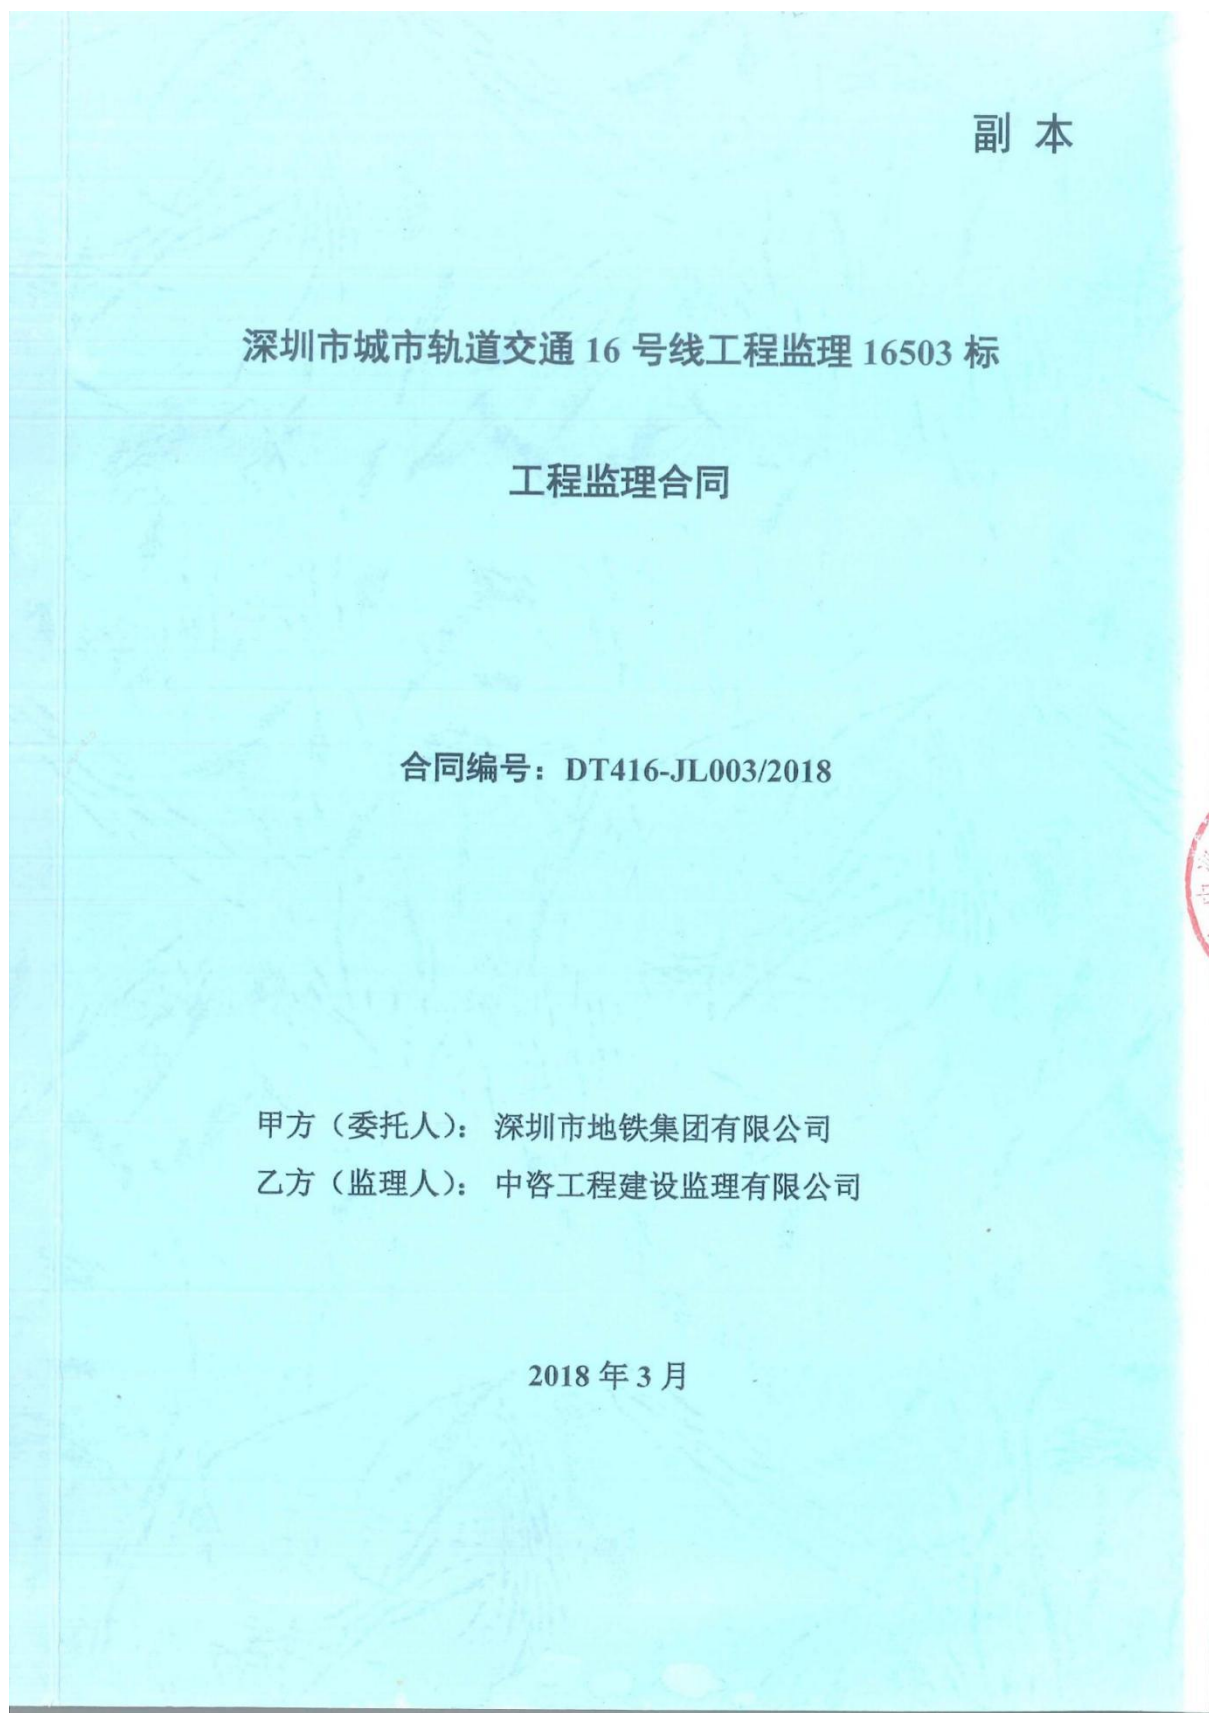 副 本
深圳市城市轨道交通 16 号线工程监理 16503 标
工程监理合同
合同编号：DT416-JL003/2018
甲方（委托人）： 深圳市地铁集团有限公司
乙方（监理人）： 中咨工程建设监理有限公司
2018 年 3 月